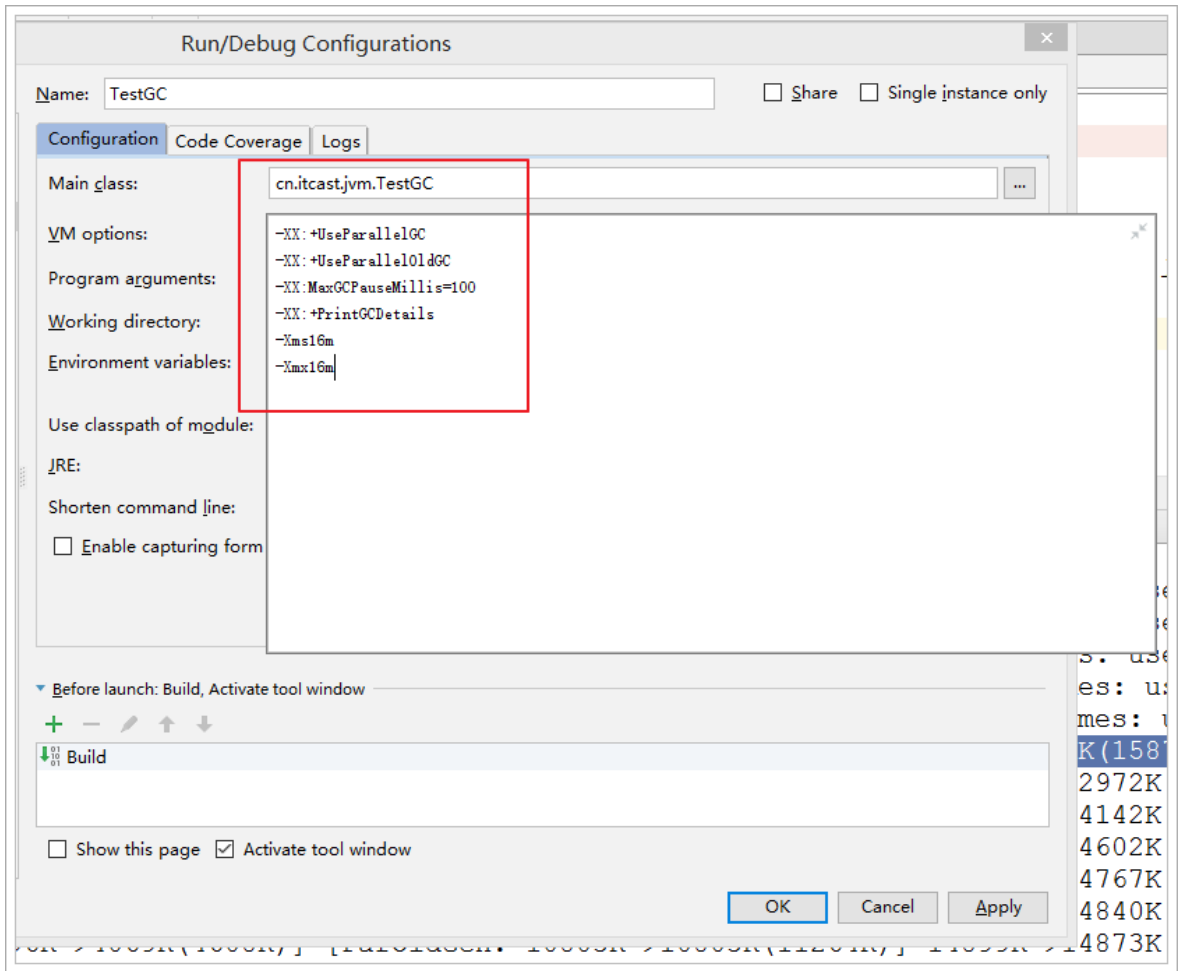 Run/Debug Configurations
Name: TestGC
Share
Single instance only
Configuration
Code Coverage
Logs
Main class: cn.itcast.jvm.TestGC
...
VM options:
-XX:+UseParallelGC
-XX:+UseParallelOldGC
Program arguments:
-XX:MaxGCPauseMillis=100
-XX:+PrintGCDetails
Working directory:
-Xms16m
Environment variables:
-Xmx16m
Use classpath of module:
JRE:
Shorten command line:
Enable capturing form
Before launch: Build, Activate tool window
Build
K(158
2972K
4142K
Show this page
Activate tool window
4602K
4767K
OK
Cancel
Apply
4840K
14873K